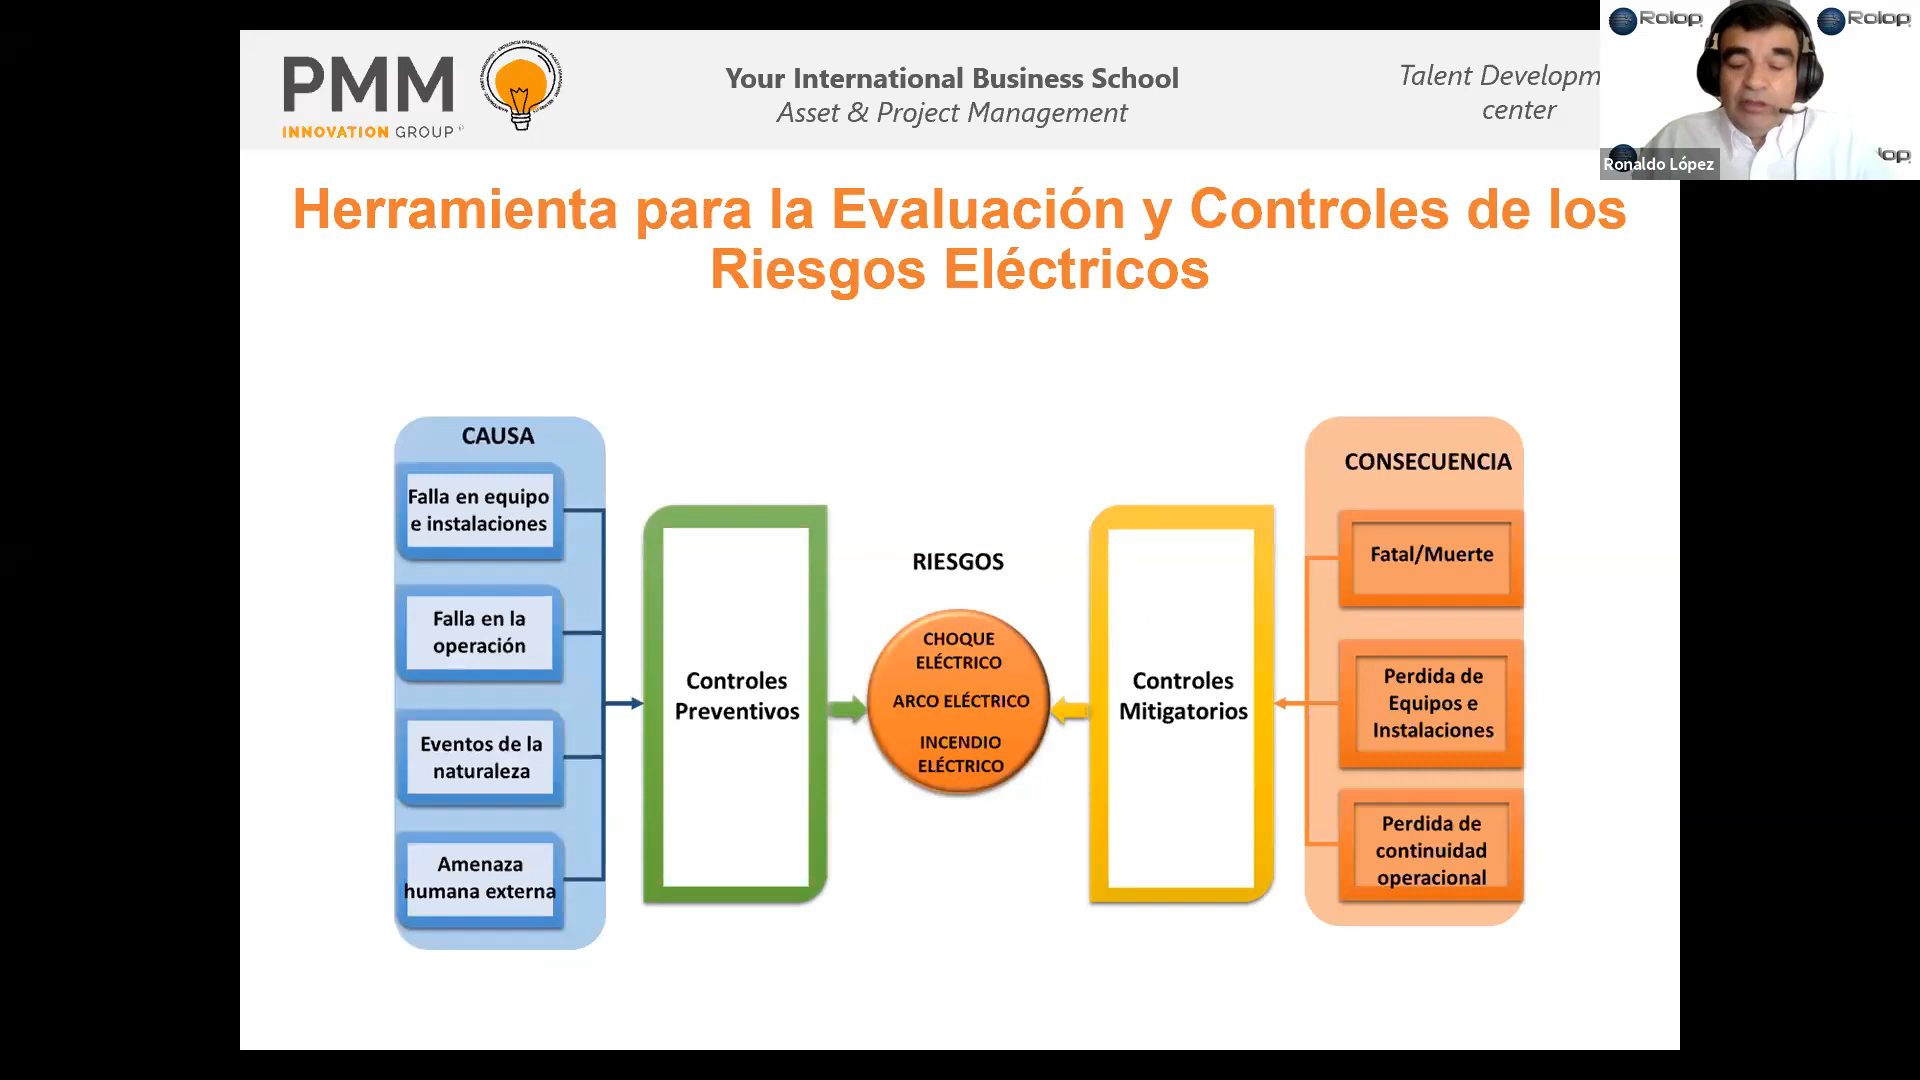 PMM
INNOVATION GROUP
Your International Business School
Asset & Project Management
Talent Developm
center
Rolop
Rolop
lop
Ronaldo López
Herramienta para la Evaluación y Controles de los
Riesgos Eléctricos
CAUSA
Falla en equipo
e instalaciones
Falla en la
operación
Eventos de la
naturaleza
Amenaza
humana externa
Controles
Preventivos
RIESGOS
CHOQUE
ELÉCTRICO
ARCO ELÉCTRICO
INCENDIO
ELÉCTRICO
Controles
Mitigatorios
CONSECUENCIA
Fatal/Muerte
Perdida de
Equipos e
Instalaciones
Perdida de
continuidad
operacional